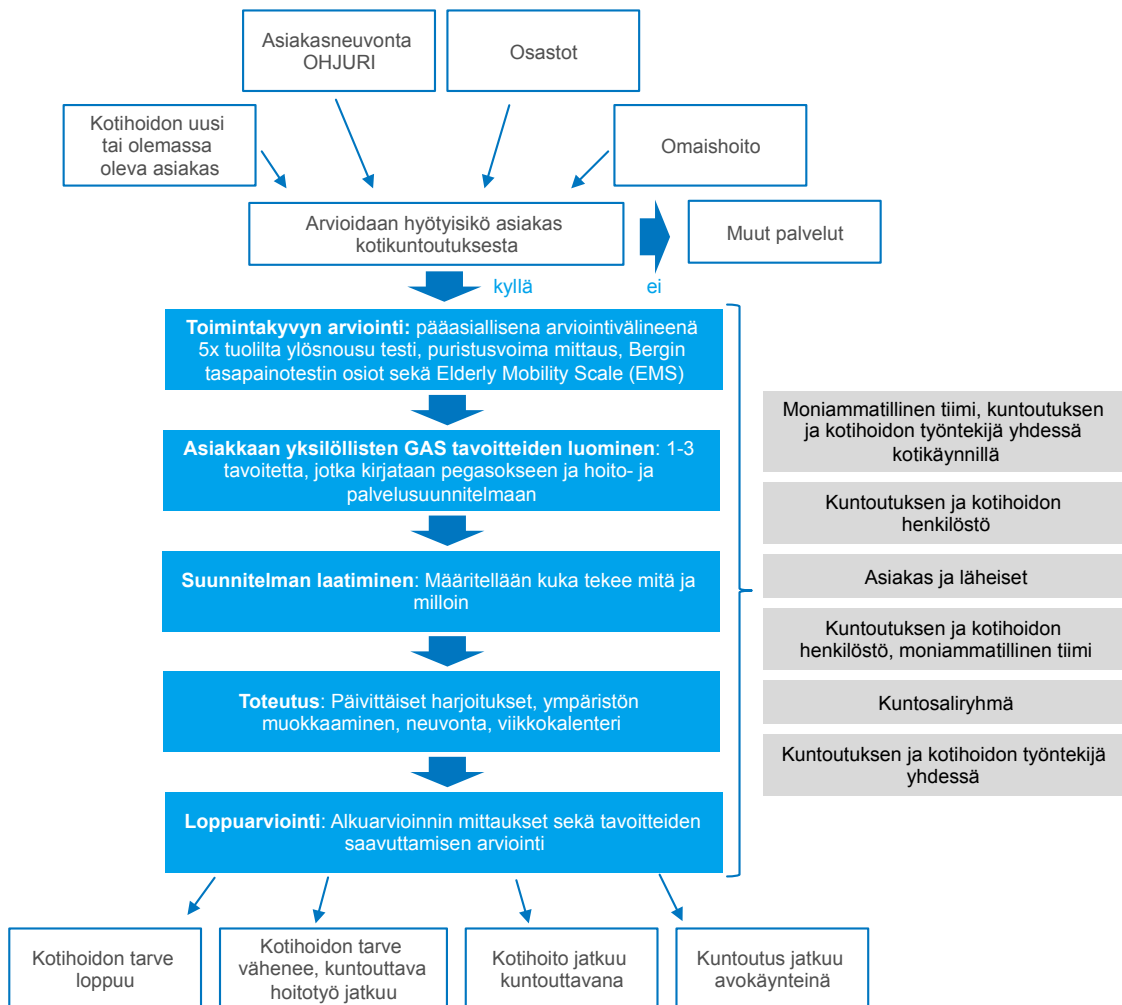 Asiakasneuvonta
OHJURI
Osastot
Kotihoidon uusi
tai olemassa
oleva asiakas
Omaishoito
Arvioidaan hyötyisikö asiakas
kotikuntoutuksesta
Muut palvelut
kyllä
ei
Toimintakyvyn arviointi: pääasiallisena arviointivälineenä
5x tuolilta ylösnousu testi, puristusvoima mittaus, Bergin
tasapainotestin osiot sekä Elderly Mobility Scale (EMS)
Asiakkaan yksilöllisten GAS tavoitteiden luominen: 1-3
tavoitetta, jotka kirjataan pegasokseen ja hoito- ja
palvelusuunnitelmaan
Suunnitelman laatiminen: Määritellään kuka tekee mitä ja
milloin
Toteutus: Päivittäiset harjoitukset, ympäristön
muokkaaminen, neuvonta, viikkokalenteri
Loppuarviointi: Alkuarvioinnin mittaukset sekä tavoitteiden
saavuttamisen arviointi
Moniammatillinen tiimi, kuntoutuksen
ja kotihoidon työntekijä yhdessä
kotikäynnillä
Kuntoutuksen ja kotihoidon
henkilöstö
Asiakas ja läheiset
Kuntoutuksen ja kotihoidon
henkilöstö, moniammatillinen tiimi
Kuntosaliryhmä
Kuntoutuksen ja kotihoidon työntekijä
yhdessä
Kotihoidon tarve
loppuu
Kotihoidon tarve
vähenee, kuntouttava
hoitotyö jatkuu
Kotihoito jatkuu
kuntouttavana
Kuntoutus jatkuu
avokäynteinä